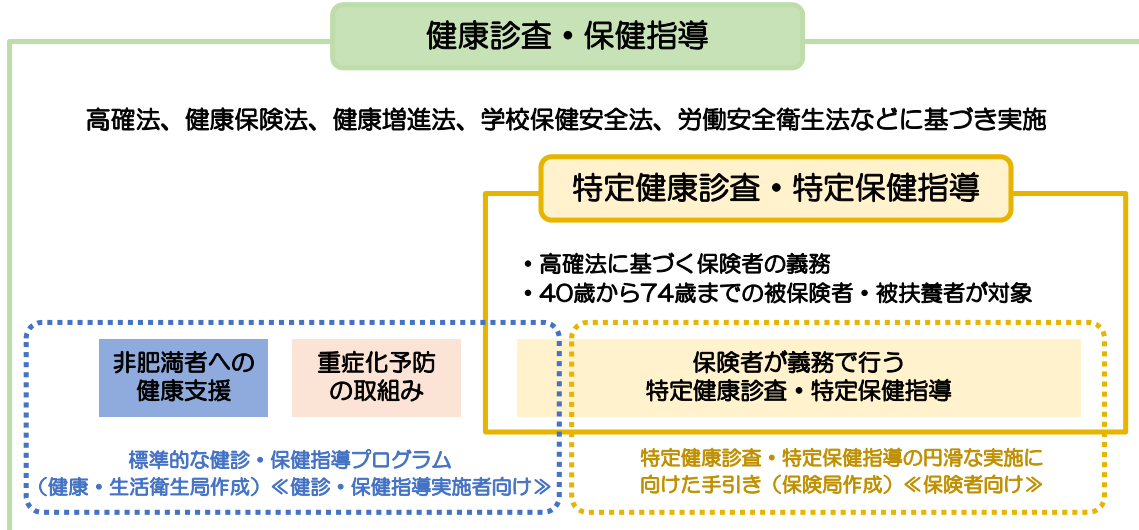 健康診査・保健指導
高確法、健康保険法、健康増進法、学校保健安全法、労働安全衛生法などに基づき実施
特定健康診査・特定保健指導
・高確法に基づく保険者の義務
・40歳から74歳までの被保険者・被扶養者が対象
非肥満者への
健康支援
重症化予防
の取組み
保険者が義務で行う
特定健康診査・特定保健指導
標準的な健診・保健指導プログラム
（健康・生活衛生局作成）≪健診・保健指導実施者向け≫
特定健康診査・特定保健指導の円滑な実施に
向けた手引き（保険局作成）≪保険者向け≫